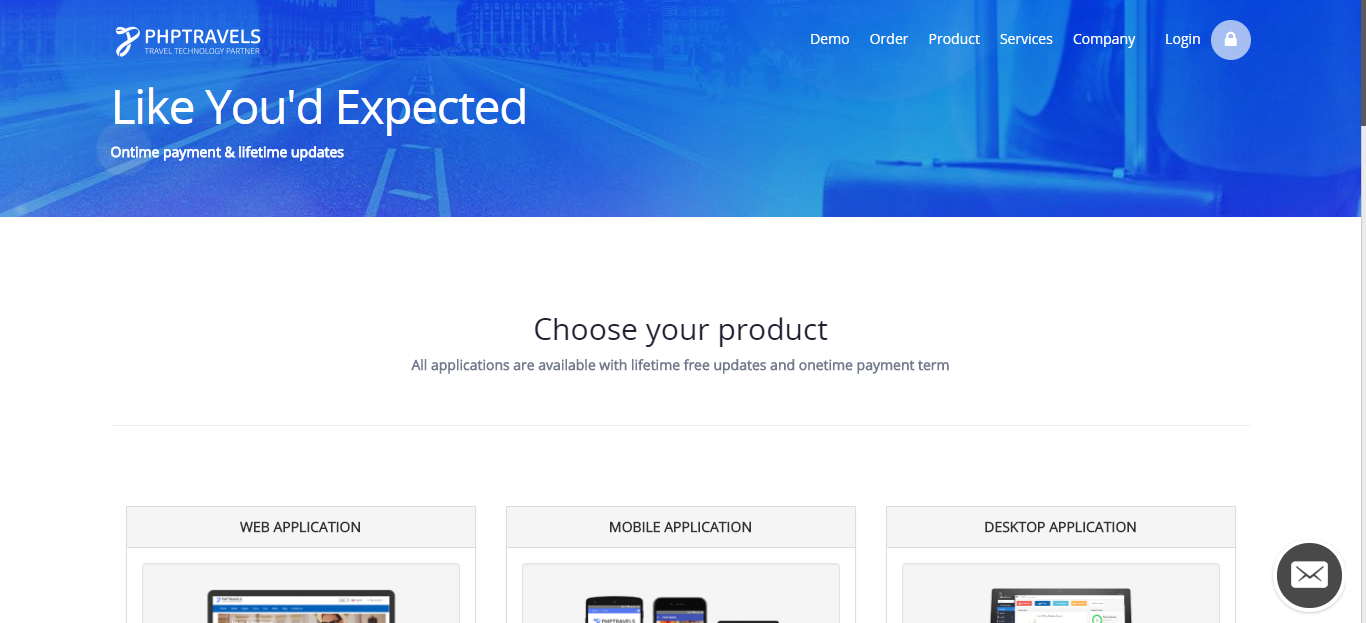 PHPTRAVELS
TRAVEL TECHNOLOGY PARTNER
Demo Order Product Services Company Login
Like You'd Expected
Ontime payment & lifetime updates
Choose your product
All applications are available with lifetime free updates and onetime payment term
WEB APPLICATION MOBILE APPLICATION DESKTOP APPLICATION
PHPTRAVELS
PHPTRAVELS